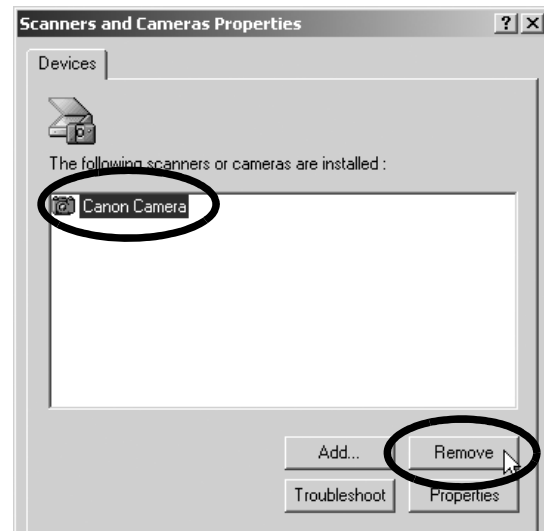 Scanners and Cameras Properties
Devices
The following scanners or cameras are installed :
Canon Camera
Add... Remove
Troubleshoot Properties